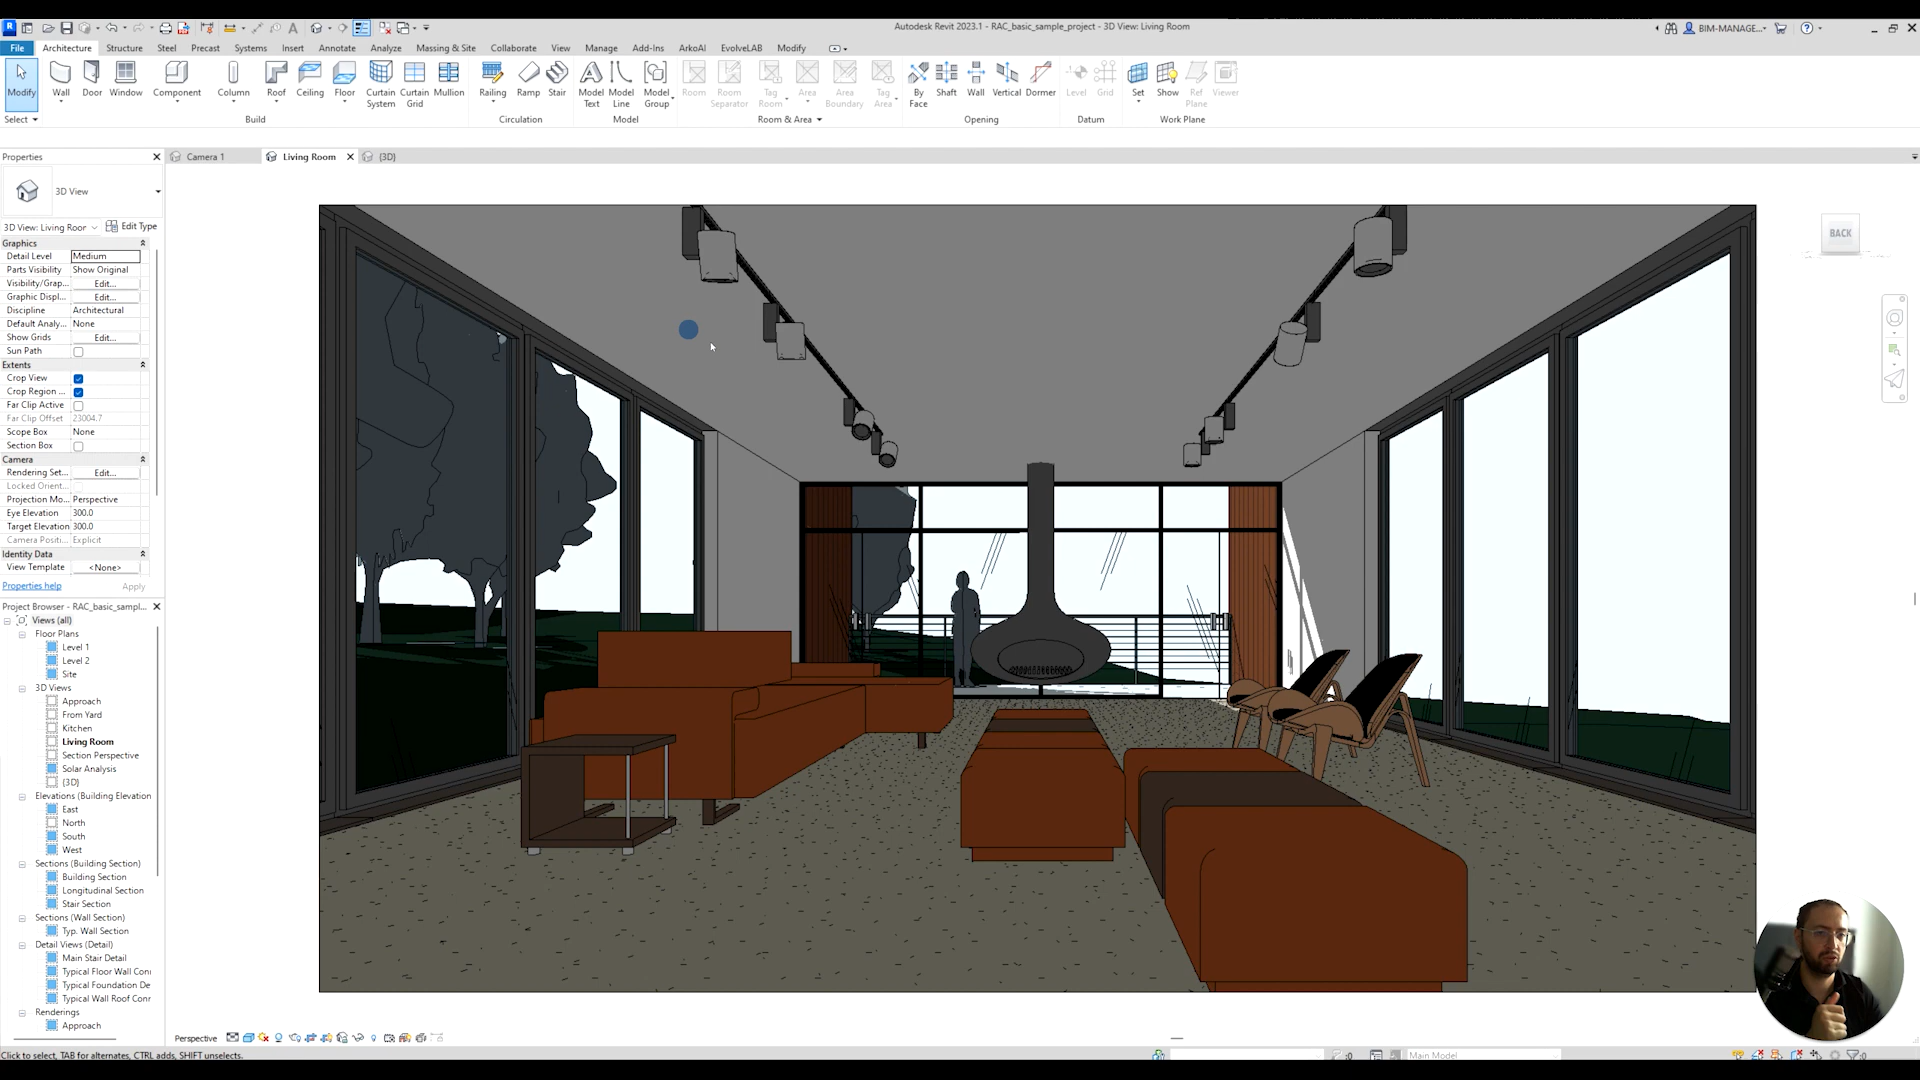 Autodesk Revit 2023.1 - RAC_basic_sample_project - 3D View: Living Room
BIM-MANAGE...
File Architecture Structure Steel Precast Systems Insert Annotate Analyze Massing & Site Collaborate View Manage Add-Ins ArkoAI EvolveLAB Modify
Modify Wall Door Window Component Column Roof Ceiling Floor Curtain System Curtain Grid Mullion Railing Ramp Stair Model Text Model Line Model Group Room Room Separator Tag Room Area Area Boundary Tag Area By Face Shaft Wall Vertical Dormer Level Grid Set Show Ref Plane Viewer
Select Build Circulation Model Room & Area Opening Datum Work Plane
Properties
Camera 1 Living Room {3D}
3D View
3D View: Living Roor Edit Type
Graphics
Detail Level Medium
Parts Visibility Show Original
Visibility/Grap... Edit...
Graphic Displ... Edit...
Discipline Architectural
Default Analy... None
Show Grids Edit...
Sun Path
Extents
Crop View
Crop Region ...
Far Clip Active
Far Clip Offset 23004.7
Scope Box None
Section Box
Camera
Rendering Set... Edit...
Locked Orient...
Projection Mo... Perspective
Eye Elevation 300.0
Target Elevation 300.0
Camera Positi... Explicit
Identity Data
View Template <None>
Properties help Apply
Project Browser - RAC_basic_sampl...
Views (all)
Floor Plans
Level 1
Level 2
Site
3D Views
Approach
From Yard
Kitchen
Living Room
Section Perspective
Solar Analysis
{3D}
Elevations (Building Elevation
East
North
South
West
Sections (Building Section)
Building Section
Longitudinal Section
Stair Section
Sections (Wall Section)
Typ. Wall Section
Detail Views (Detail)
Main Stair Detail
Typical Floor Wall Con
Typical Foundation De
Typical Wall Roof Conr
Renderings
Approach
BACK
Perspective
Click to select, TAB for alternates, CTRL adds, SHIFT unselects.
:0
Main Model
:0